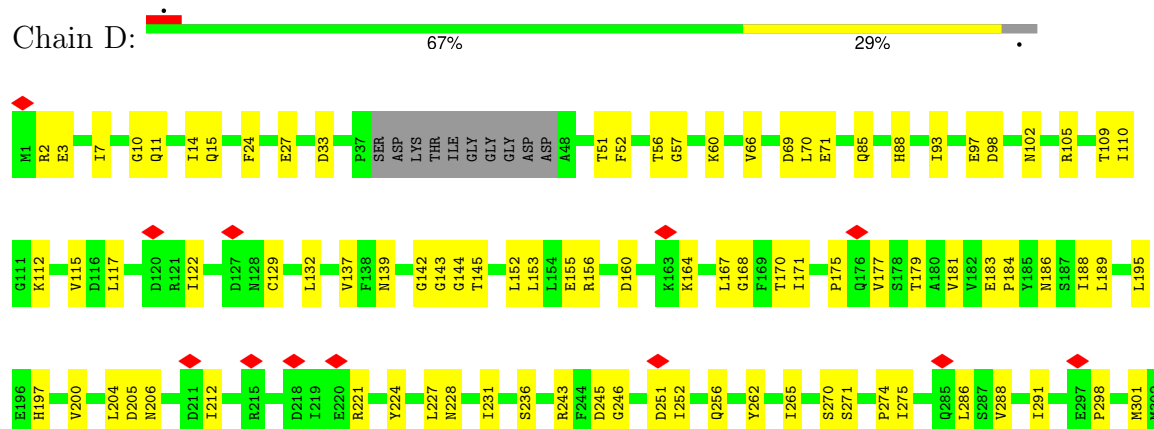 Chain D:
67% 29%
M1 R2 E3 I7 G10 Q11 I14 Q15 F24 E27 D33 P37 SER ASP LYS THR ILE GLY GLY GLY ASP ASP A48 T51 F52 T56 G57 K60 V66 D69 L70 E71 Q85 H88 I93 E97 D98 N102 R105 T109 I110
G111 K112 V115 D116 L117 D120 R121 I122 D127 N128 C129 L132 V137 F138 N139 G142 G143 G144 T145 L152 L153 L154 E155 R156 D160 K163 K164 L167 G168 F169 T170 I171 P175 Q176 V177 S178 T179 A180 V181 V182 E183 P184 Y185 N186 S187 I188 L189 L195
E196 H197 V200 L204 D205 N206 D211 I212 R215 D218 I219 E220 R221 Y224 L227 N228 I231 S236 R243 F244 D245 G246 D251 I252 Q256 Y262 I265 S270 S271 P274 I275 Q285 L286 S287 V288 I291 E297 P298 M301